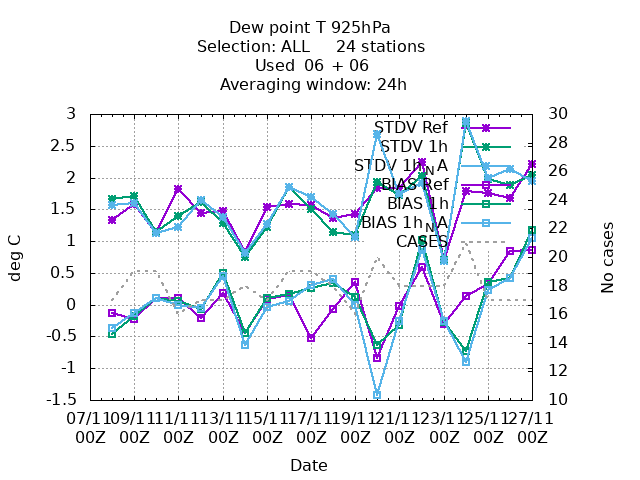 Dew point T 925hPa
Selection: ALL 24 stations
Used 06 + 06
Averaging window: 24h
3
2.5
2
1.5
1
0.5
0
-0.5
-1
-1.5
deg C
30
28
26
24
22
20
18
16
14
12
10
No cases
STDV Ref
STDV 1h
STDV 1h_NA
BIAS Ref
BIAS 1h
BIAS 1h_NA
CASES
07/11 09/11 11/11 13/11 15/11 17/11 19/11 21/11 23/11 25/11 27/11
00Z 00Z 00Z 00Z 00Z 00Z 00Z 00Z 00Z 00Z 00Z
Date